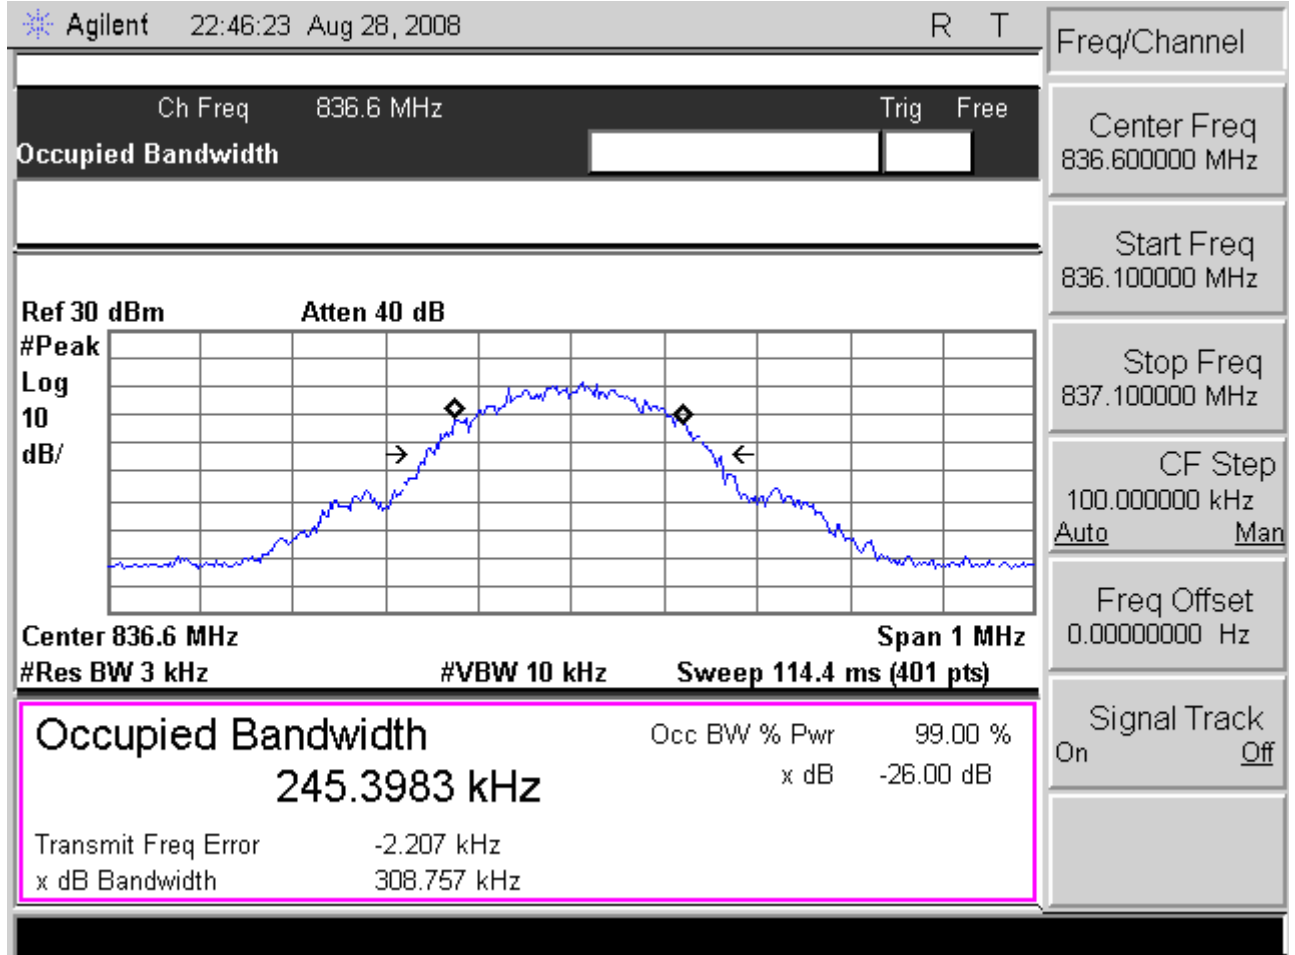 Agilent 22:46:23 Aug 28, 2008 R T
Ch Freq 836.6 MHz Trig Free
Occupied Bandwidth
Ref 30 dBm Atten 40 dB
#Peak
Log
10
dB/
Center 836.6 MHz Span 1 MHz
#Res BW 3 kHz #VBW 10 kHz Sweep 114.4 ms (401 pts)
Occupied Bandwidth Occ BW % Pwr 99.00 %
245.3983 kHz x dB -26.00 dB
Transmit Freq Error -2.207 kHz
x dB Bandwidth 308.757 kHz
Freq/Channel
Center Freq
836.600000 MHz
Start Freq
836.100000 MHz
Stop Freq
837.100000 MHz
CF Step
100.000000 kHz
Auto Man
Freq Offset
0.00000000 Hz
Signal Track
On Off